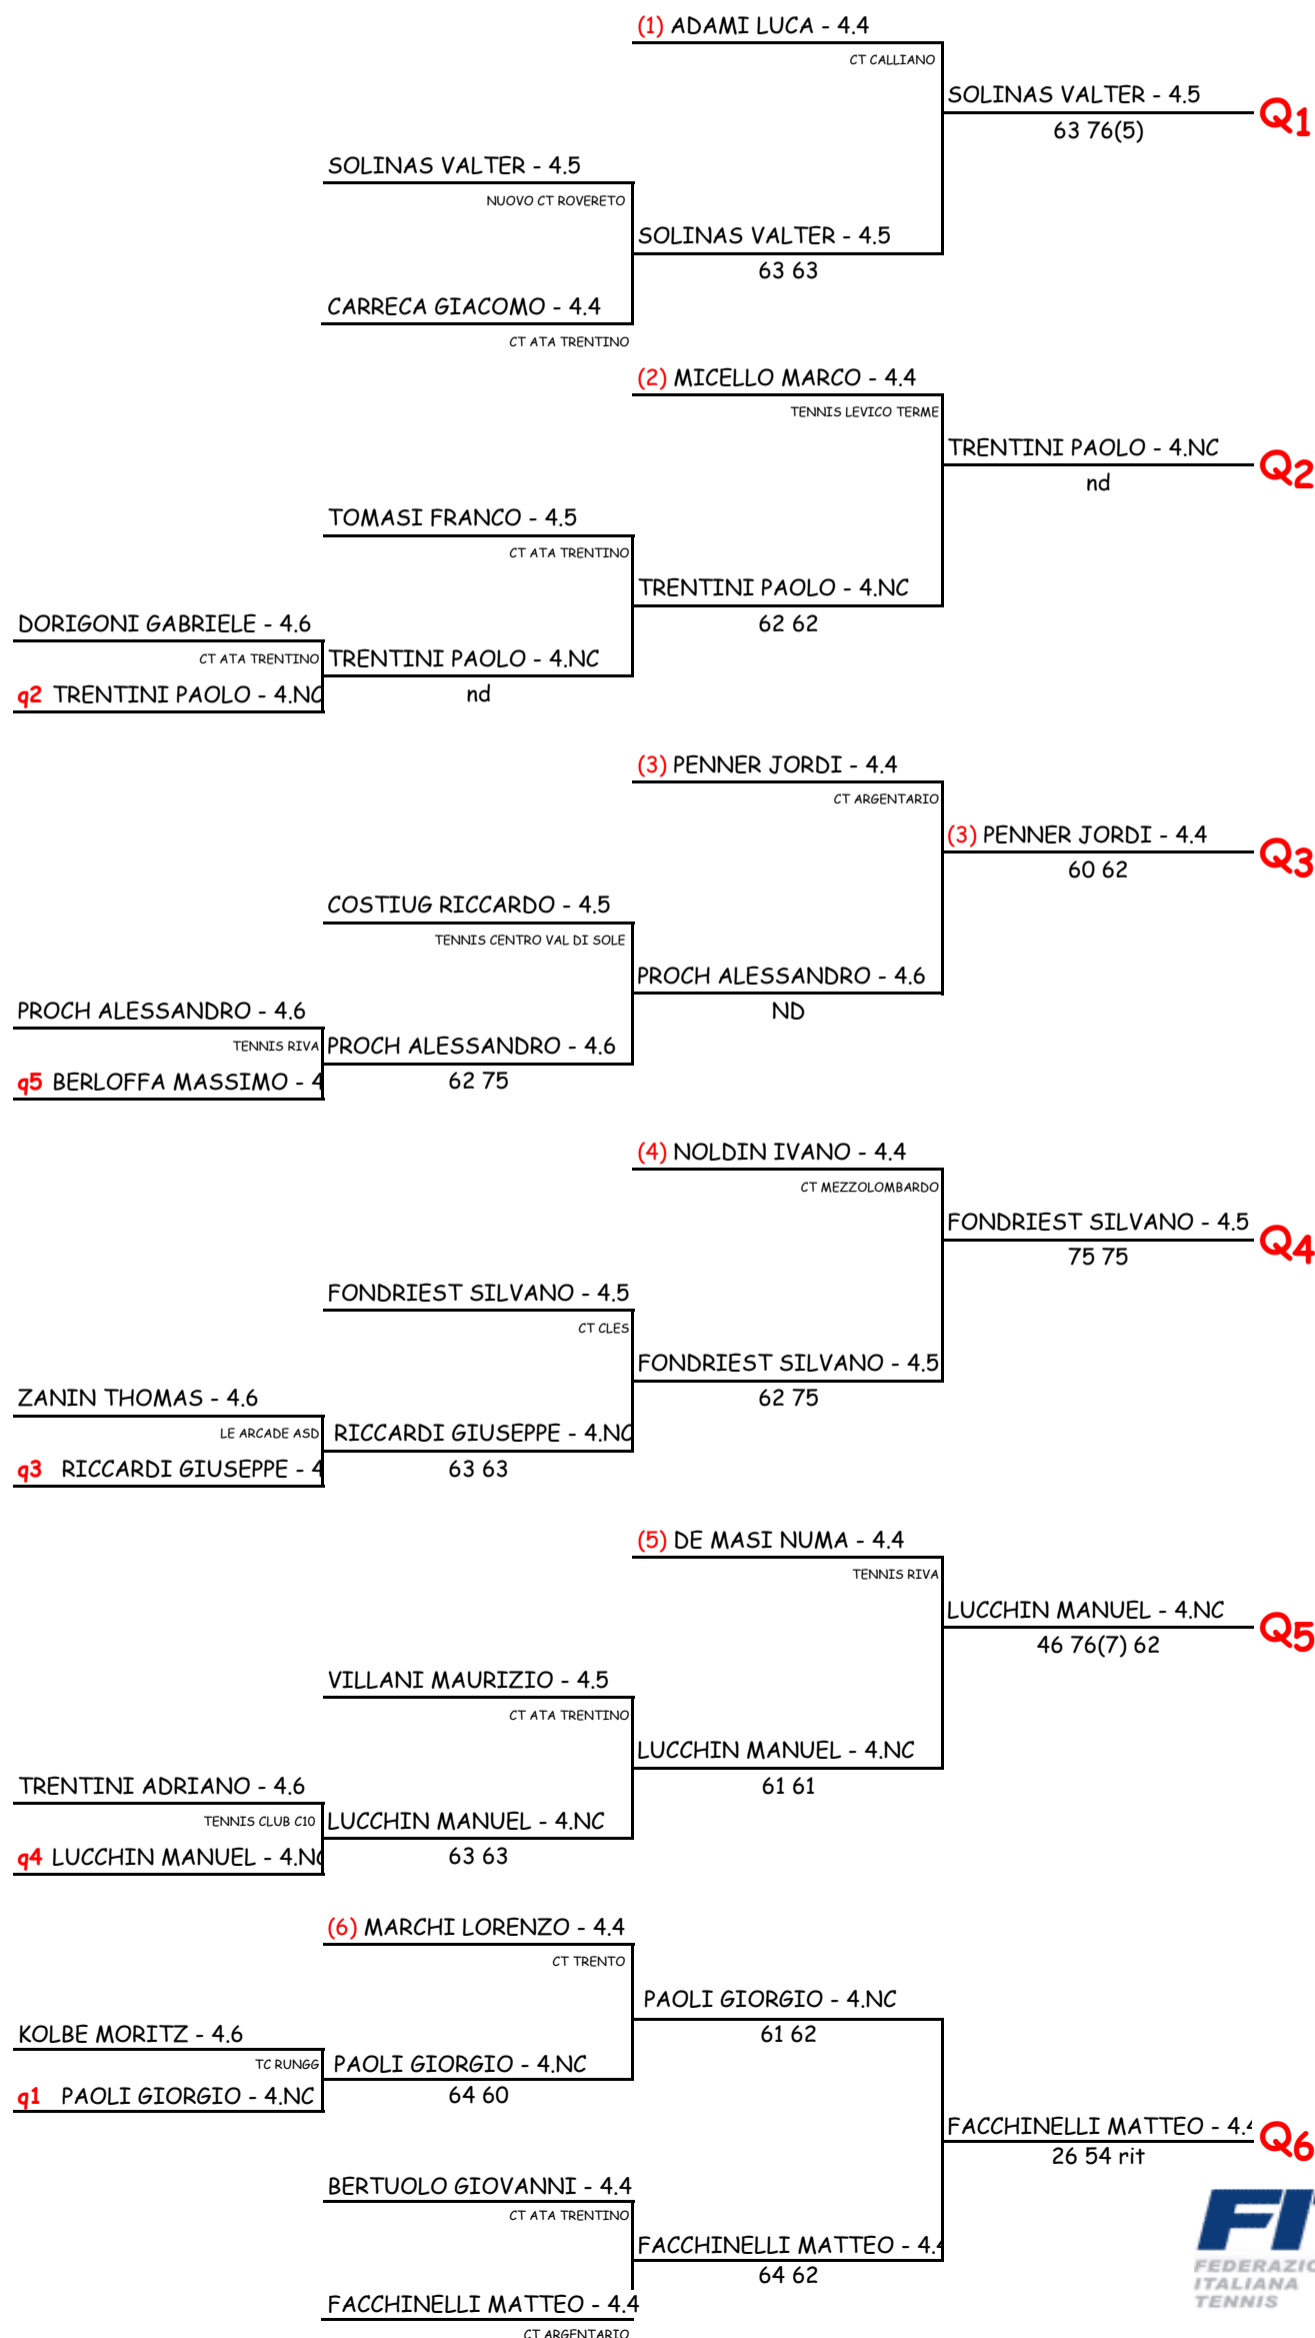 (1) ADAMI LUCA - 4.4
CT CALLIANO
SOLINAS VALTER - 4.5
Q1
63 76(5)
SOLINAS VALTER - 4.5
NUOVO CT ROVERETO
SOLINAS VALTER - 4.5
63 63
CARRECA GIACOMO - 4.4
CT ATA TRENTINO
(2) MICELLO MARCO - 4.4
TENNIS LEVICO TERME
TRENTINI PAOLO - 4.NC
Q2
nd
TOMASI FRANCO - 4.5
CT ATA TRENTINO
TRENTINI PAOLO - 4.NC
62 62
DORIGONI GABRIELE - 4.6
CT ATA TRENTINO
TRENTINI PAOLO - 4.NC
nd
q2 TRENTINI PAOLO - 4.NC
(3) PENNER JORDI - 4.4
CT ARGENTARIO
(3) PENNER JORDI - 4.4
Q3
60 62
COSTIUG RICCARDO - 4.5
TENNIS CENTRO VAL DI SOLE
PROCH ALESSANDRO - 4.6
ND
PROCH ALESSANDRO - 4.6
TENNIS RIVA
PROCH ALESSANDRO - 4.6
62 75
q5 BERLOFFA MASSIMO - 4
(4) NOLDIN IVANO - 4.4
CT MEZZOLOMBARDO
FONDRIEST SILVANO - 4.5
Q4
75 75
FONDRIEST SILVANO - 4.5
CT CLES
FONDRIEST SILVANO - 4.5
62 75
ZANIN THOMAS - 4.6
LE ARCADE ASD
RICCARDI GIUSEPPE - 4.NC
63 63
q3 RICCARDI GIUSEPPE - 4
(5) DE MASI NUMA - 4.4
TENNIS RIVA
LUCCHIN MANUEL - 4.NC
Q5
46 76(7) 62
VILLANI MAURIZIO - 4.5
CT ATA TRENTINO
LUCCHIN MANUEL - 4.NC
61 61
TRENTINI ADRIANO - 4.6
TENNIS CLUB C10
LUCCHIN MANUEL - 4.NC
63 63
q4 LUCCHIN MANUEL - 4.NC
(6) MARCHI LORENZO - 4.4
CT TRENTO
PAOLI GIORGIO - 4.NC
61 62
KOLBE MORITZ - 4.6
TC RUNGG
PAOLI GIORGIO - 4.NC
64 60
q1 PAOLI GIORGIO - 4.NC
FACCHINELLI MATTEO - 4.4
Q6
26 54 rit
BERTUOLO GIOVANNI - 4.4
CT ATA TRENTINO
FACCHINELLI MATTEO - 4.4
64 62
FACCHINELLI MATTEO - 4.4
CT ARGENTARIO
FI
FEDERAZIO
ITALIANA
TENNIS